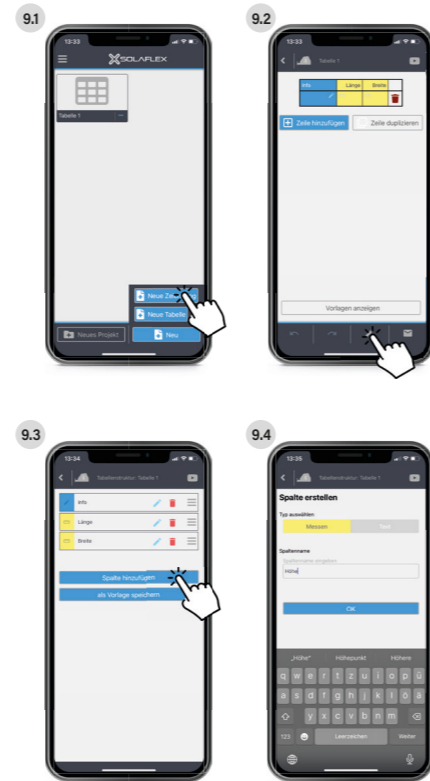 9.1
13:33
SOLAFLEX
Tabelle 1
Neue Tabelle
Neues Projekt
Neu
9.2
13:33
Tabelle 1
Info Länge Breite
Zeile hinzufügen
Zeile duplizieren
Vorlagen anzeigen
9.3
13:34
Tabellenstruktur: Tabelle 1
Info
Länge
Breite
Spalte hinzufügen
als Vorlage speichern
9.4
13:35
Tabellenstruktur: Tabelle 1
Spalte erstellen
Typ auswählen
Messen Text
Spaltenname
Spaltenname eingeben
Höhe
OK
„Höhe“ Höhepunkt Höhere
q w e r t z u i o p ü
a s d f g h j k l ö ä
y x c v b n m
123 Leerzeichen Weiter